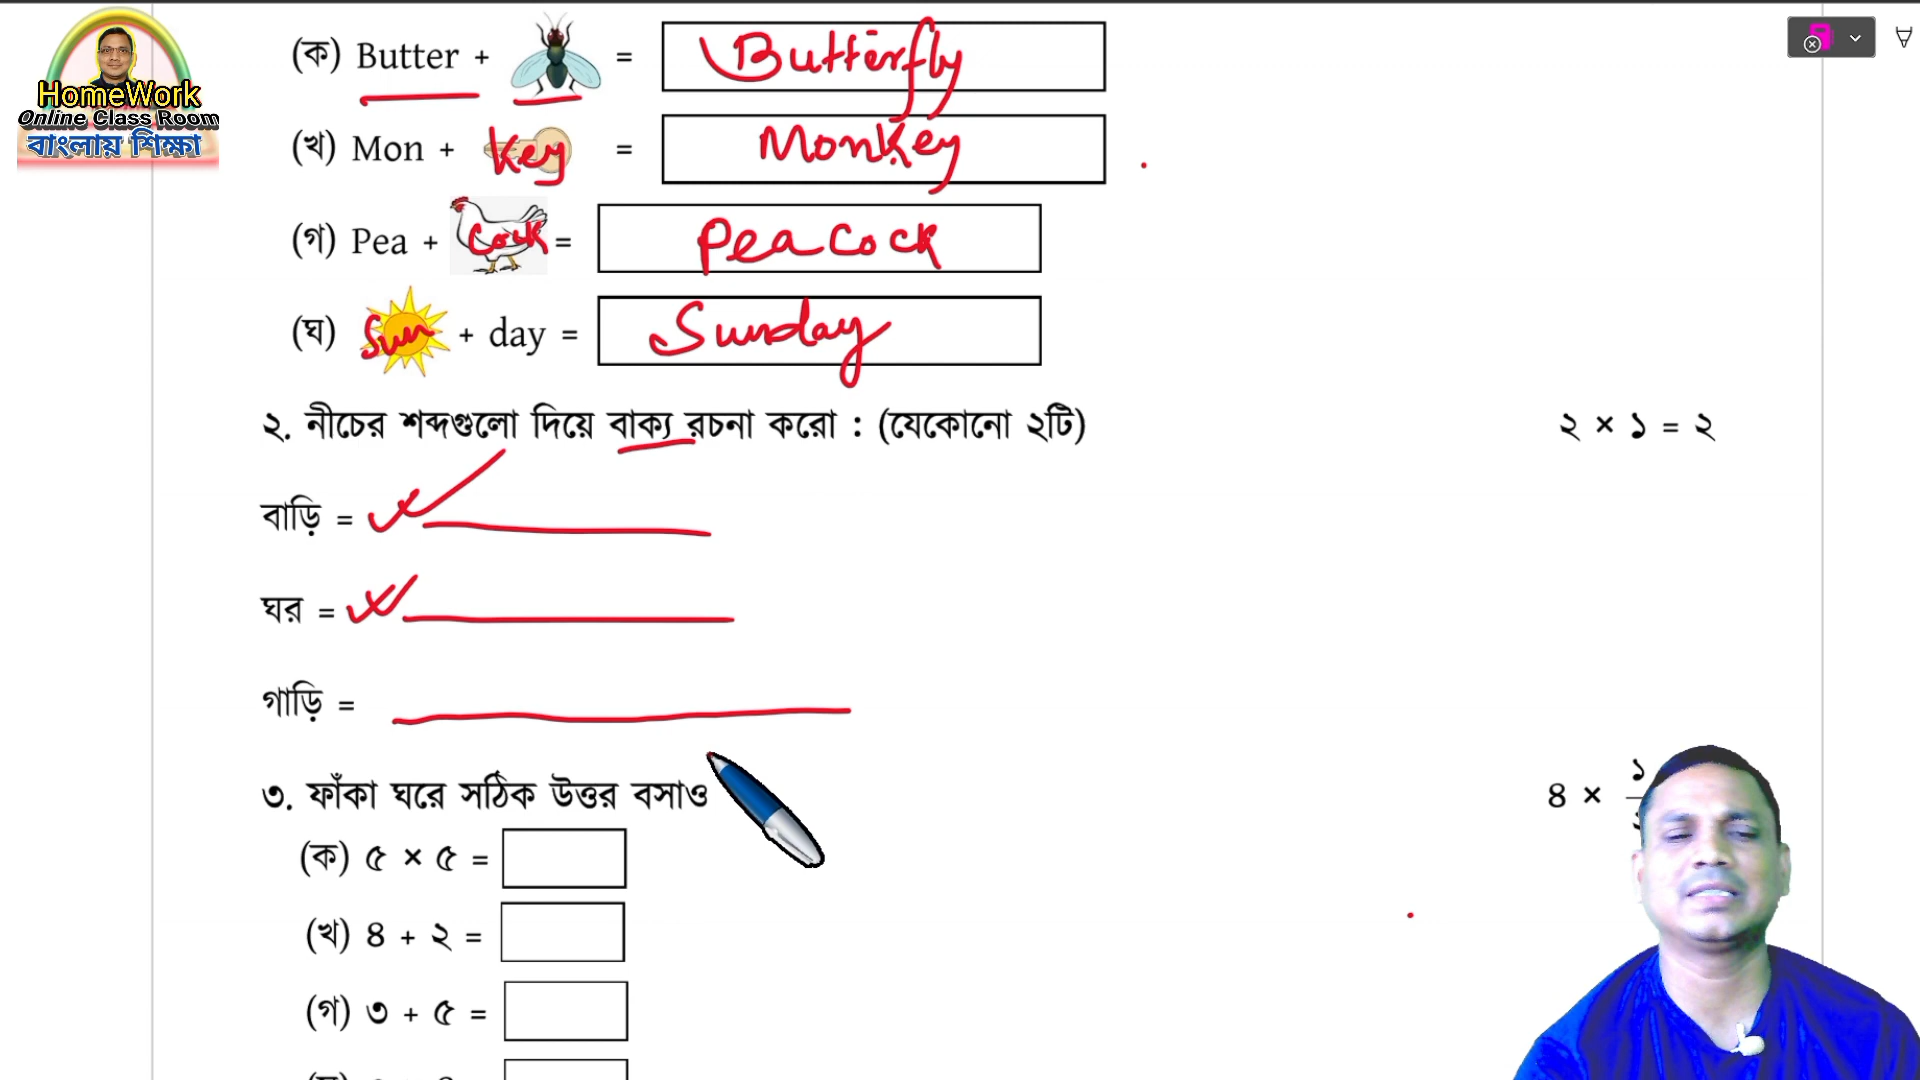 HomeWork
Online Class Room
বাংলায় শিক্ষা
(ক) Butter + = Butterfly
(খ) Mon + Key = Monkey
(গ) Pea + Cock = Peacock
(ঘ) Sun + day = Sunday
২. নীচের শব্দগুলো দিয়ে বাক্য রচনা করো : (যেকোনো ২টি) ২ × ১ = ২
বাড়ি =
ঘর =
গাড়ি =
৩. ফাঁকা ঘরে সঠিক উত্তর বসাও ৪ × ১
(ক) ৫ × ৫ =
(খ) ৪ + ২ =
(গ) ৩ + ৫ =